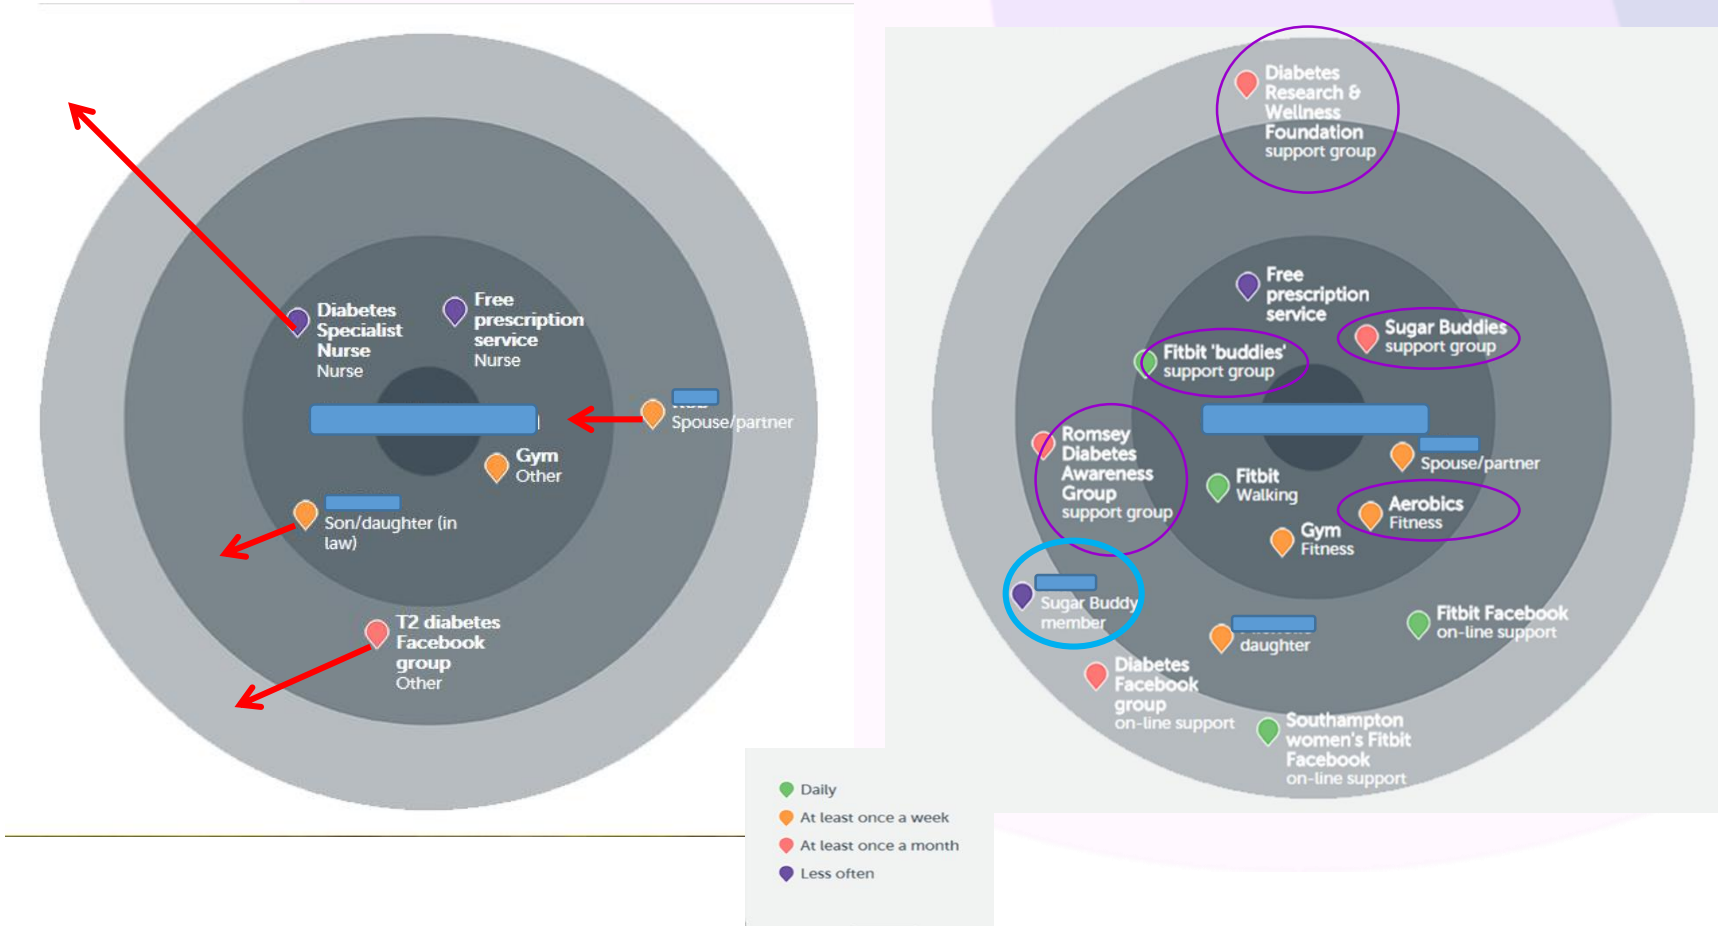 Diabetes
Specialist
Nurse
Nurse
Free
prescription
service
Nurse
Spouse/partner
Gym
Other
Son/daughter (in
law)
T2 diabetes
Facebook
group
Other
Diabetes
Research &
Wellness
Foundation
support group
Free
prescription
service
Sugar Buddies
support group
Fitbit 'buddies'
support group
Romsey
Diabetes
Awareness
Group
support group
Spouse/partner
Fitbit
Walking
Aerobics
Fitness
Gym
Fitness
Sugar Buddy
member
daughter
Fitbit Facebook
on-line support
Diabetes
Facebook
group
on-line support
Southampton
women's Fitbit
Facebook
on-line support
Daily
At least once a week
At least once a month
Less often